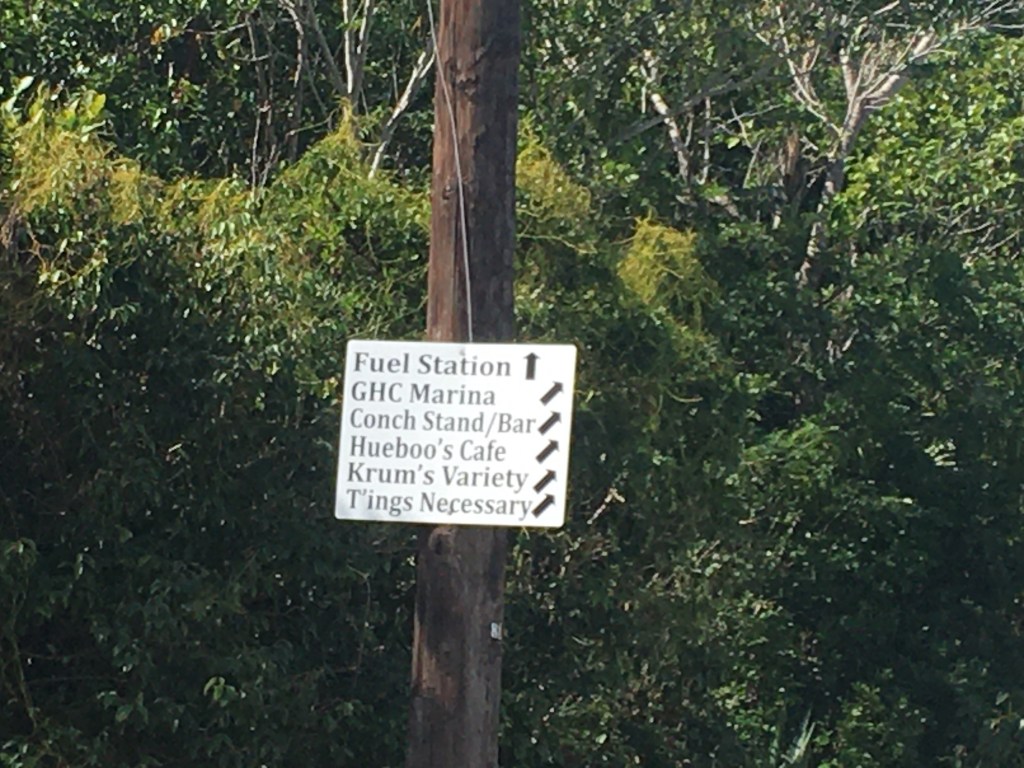 Fuel Station
GHC Marina
Conch Stand/Bar
Hueboo's Cafe
Krum's Variety
T'ings Necessary